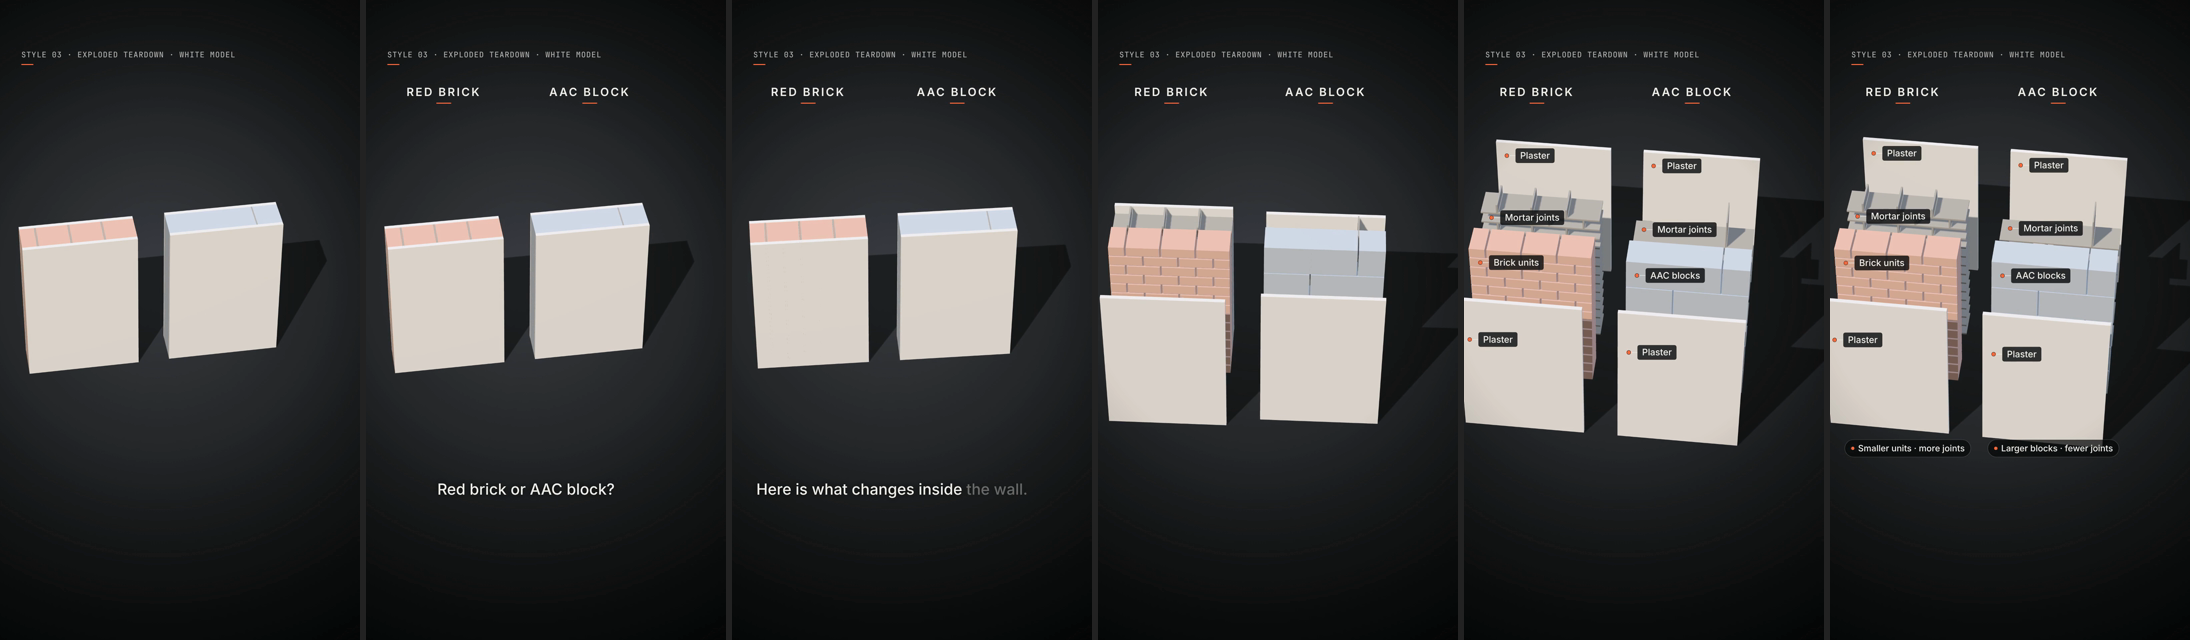 STYLE 03 · EXPLODED TEARDOWN · WHITE MODEL
STYLE 03 · EXPLODED TEARDOWN · WHITE MODEL
RED BRICK
AAC BLOCK
Red brick or AAC block?
STYLE 03 · EXPLODED TEARDOWN · WHITE MODEL
RED BRICK
AAC BLOCK
Here is what changes inside the wall.
STYLE 03 · EXPLODED TEARDOWN · WHITE MODEL
RED BRICK
AAC BLOCK
STYLE 03 · EXPLODED TEARDOWN · WHITE MODEL
RED BRICK
AAC BLOCK
Plaster
Plaster
Mortar joints
Mortar joints
Brick units
AAC blocks
Plaster
Plaster
STYLE 03 · EXPLODED TEARDOWN · WHITE MODEL
RED BRICK
AAC BLOCK
Plaster
Plaster
Mortar joints
Mortar joints
Brick units
AAC blocks
Plaster
Plaster
Smaller units · more joints
Larger blocks · fewer joints